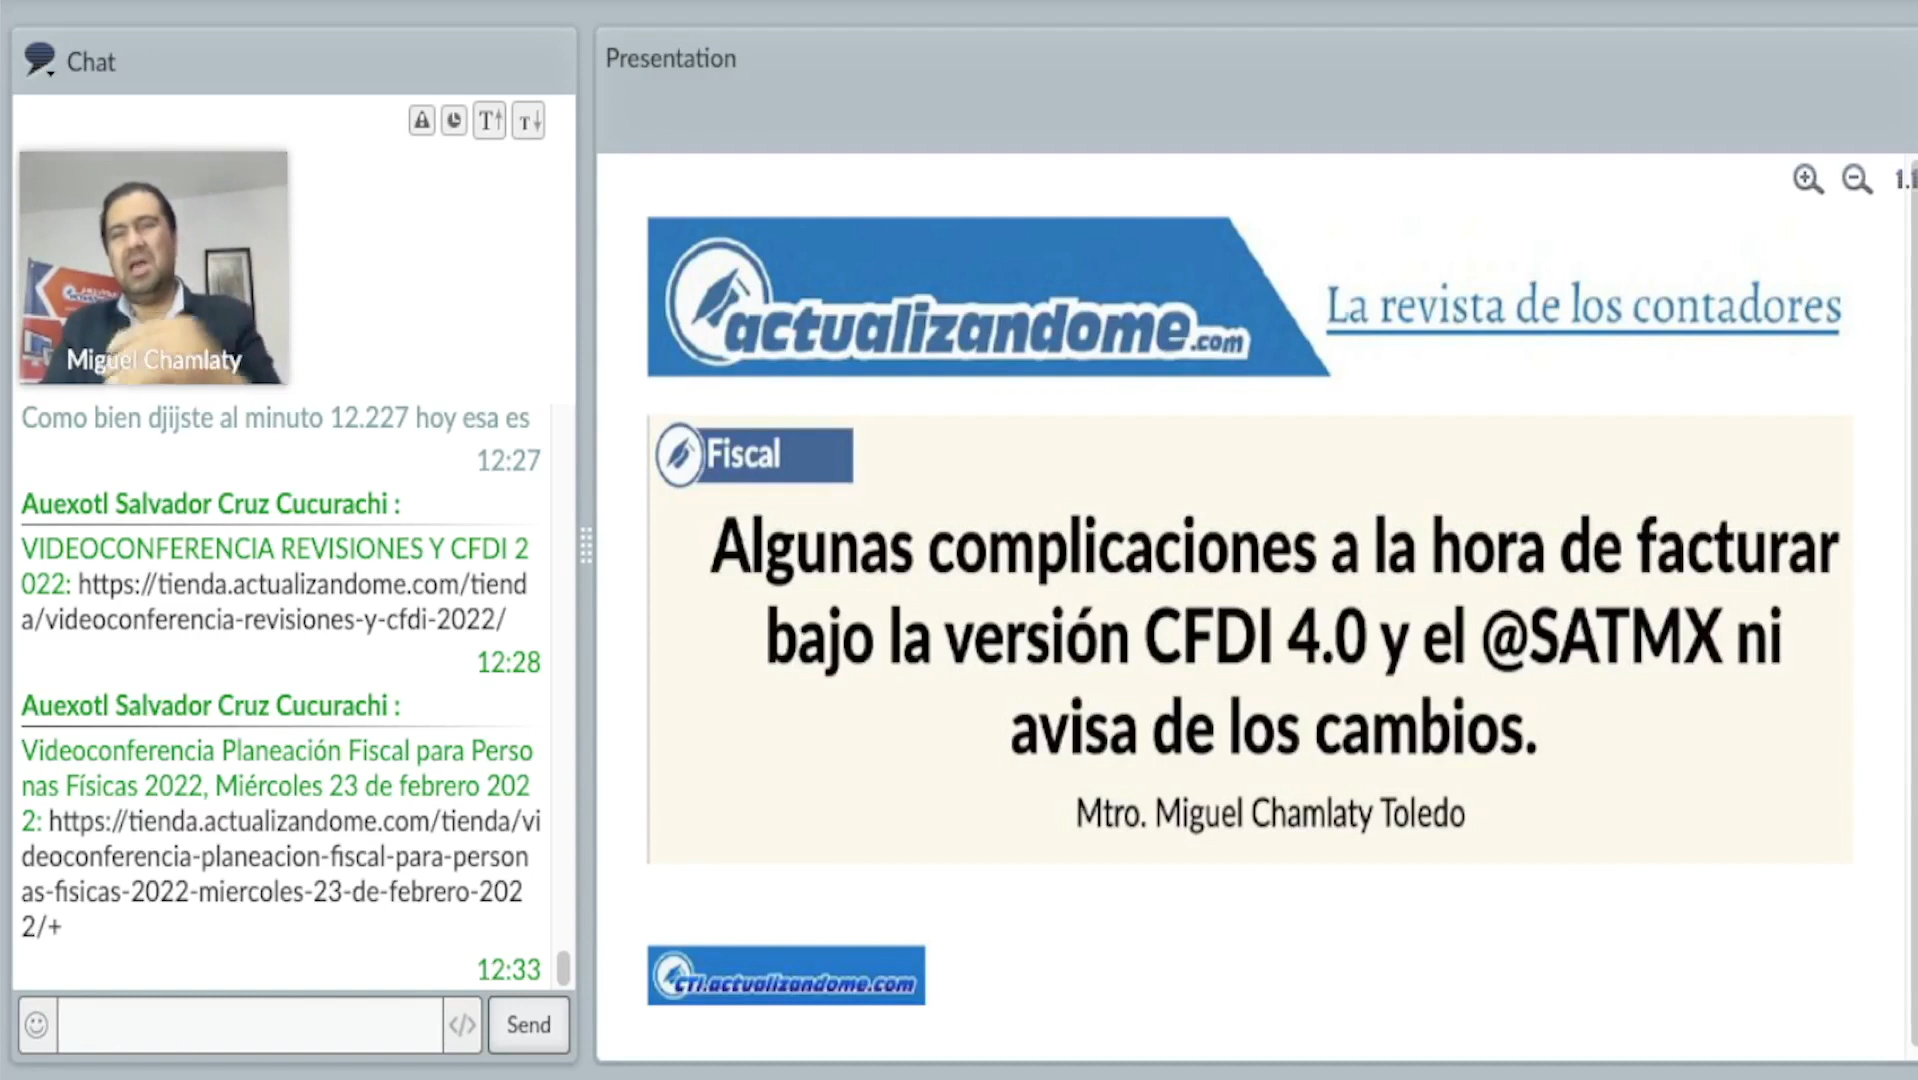 Chat
T T
Miguel Chamlaty
Como bien djijste al minuto 12.227 hoy esa es
12:27
Auexotl Salvador Cruz Cucurachi :
VIDEOCONFERENCIA REVISIONES Y CFDI 2
022: https://tienda.actualizandome.com/tiend
a/videoconferencia-revisiones-y-cfdi-2022/
12:28
Auexotl Salvador Cruz Cucurachi :
Videoconferencia Planeación Fiscal para Perso
nas Físicas 2022, Miércoles 23 de febrero 202
2: https://tienda.actualizandome.com/tienda/vi
deoconferencia-planeacion-fiscal-para-person
as-fisicas-2022-miercoles-23-de-febrero-202
2/+
12:33
Send
Presentation
actualizandome.com
La revista de los contadores
Fiscal
Algunas complicaciones a la hora de facturar
bajo la versión CFDI 4.0 y el @SATMX ni
avisa de los cambios.
Mtro. Miguel Chamlaty Toledo
CTI.actualizandome.com